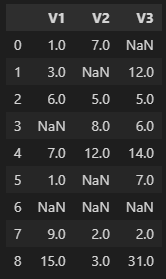 V1 V2 V3
0 1.0 7.0 NaN
1 3.0 NaN 12.0
2 6.0 5.0 5.0
3 NaN 8.0 6.0
4 7.0 12.0 14.0
5 1.0 NaN 7.0
6 NaN NaN NaN
7 9.0 2.0 2.0
8 15.0 3.0 31.0